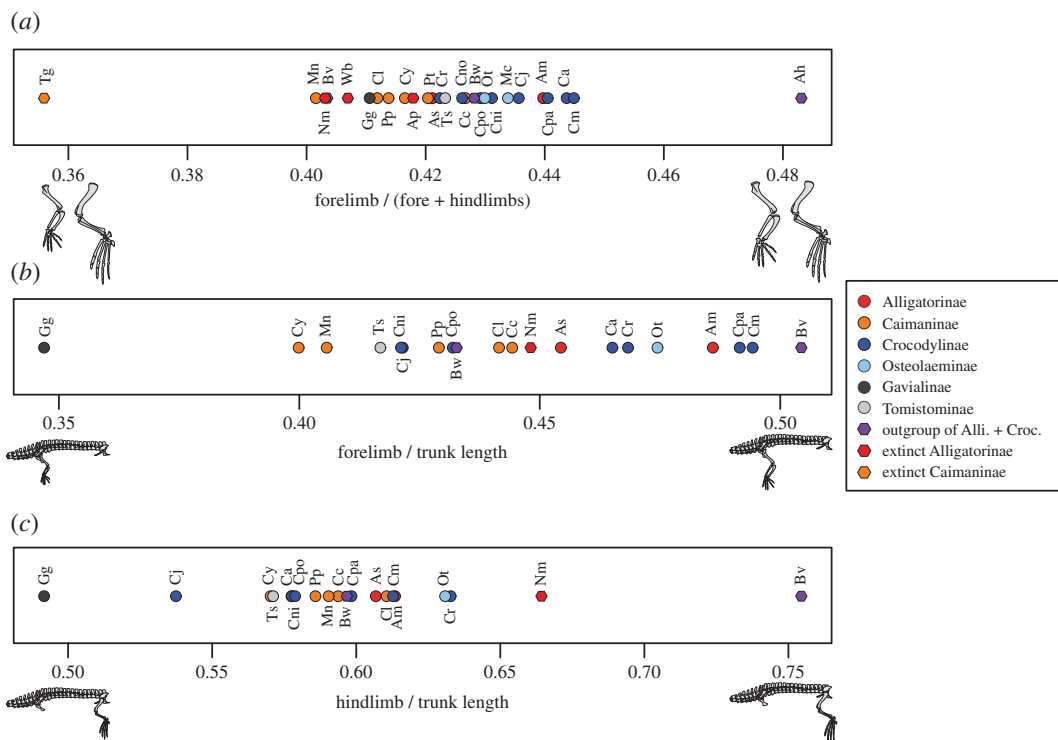 (a)
Tg Mn Bv Wb Cl Cy Pt Cr Cno Bw Ot Mc Cj Am Ca Ah
Nm Gg Pp Ap As Ts Cc Cpo Cni Cpa Cm
0.36 0.38 0.40 0.42 0.44 0.46 0.48
forelimb / (fore + hindlimbs)
(b)
Gg Cy Mn Ts Cni Pp Cpo Cl Cc Nm As Ca Cr Ot Am Cpa Cm Bv
Cj Bw
0.35 0.40 0.45 0.50
forelimb / trunk length
Alligatorinae
Caimaninae
Crocodylinae
Osteolaeminae
Gavialinae
Tomistominae
outgroup of Alli. + Croc.
extinct Alligatorinae
extinct Caimaninae
(c)
Gg Cj Cy Ca Cpo Pp Cc Cpa As Cm Ot Nm Bv
Ts Cni Mn Bw Cl Am Cr
0.50 0.55 0.60 0.65 0.70 0.75
hindlimb / trunk length